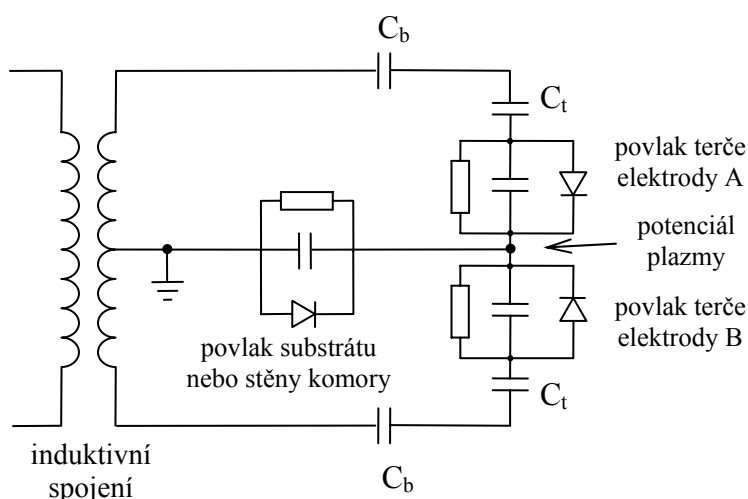 C_b
C_t
povlak terče
elektrody A
potenciál
plazmy
povlak terče
elektrody B
povlak substrátu
nebo stěny komory
C_t
induktivní
spojení
C_b